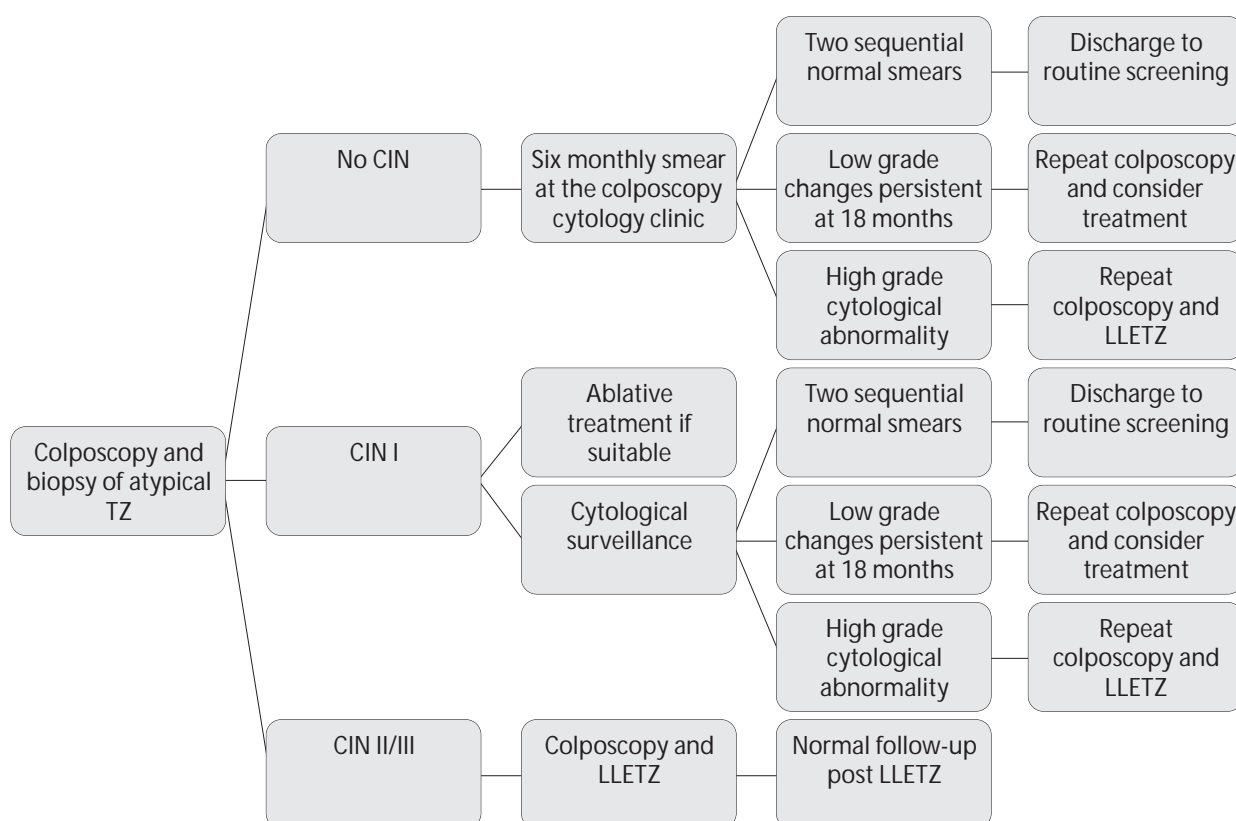 Colposcopy and
biopsy of atypical
TZ
No CIN
Six monthly smear
at the colposcopy
cytology clinic
Two sequential
normal smears
Discharge to
routine screening
Low grade
changes persistent
at 18 months
Repeat colposcopy
and consider
treatment
High grade
cytological
abnormality
Repeat
colposcopy and
LLETZ
CIN I
Ablative
treatment if
suitable
Cytological
surveillance
Two sequential
normal smears
Discharge to
routine screening
Low grade
changes persistent
at 18 months
Repeat colposcopy
and consider
treatment
High grade
cytological
abnormality
Repeat
colposcopy and
LLETZ
CIN II/III
Colposcopy and
LLETZ
Normal follow-up
post LLETZ